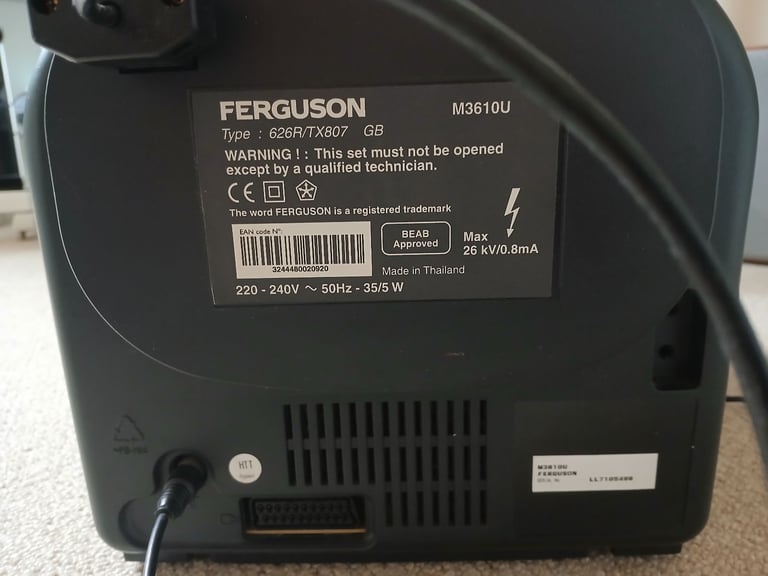 FERGUSON M3610U
Type : 626R/TX807 GB
WARNING ! : This set must not be opened
except by a qualified technician.
CE
The word FERGUSON is a registered trademark
EAN code N°:
3244480020920
BEAB
Approved
Max
26 kV/0.8mA
Made in Thailand
220 - 240V ~ 50Hz - 35/5 W
HTT
M3610U
FERGUSON
LL7105400